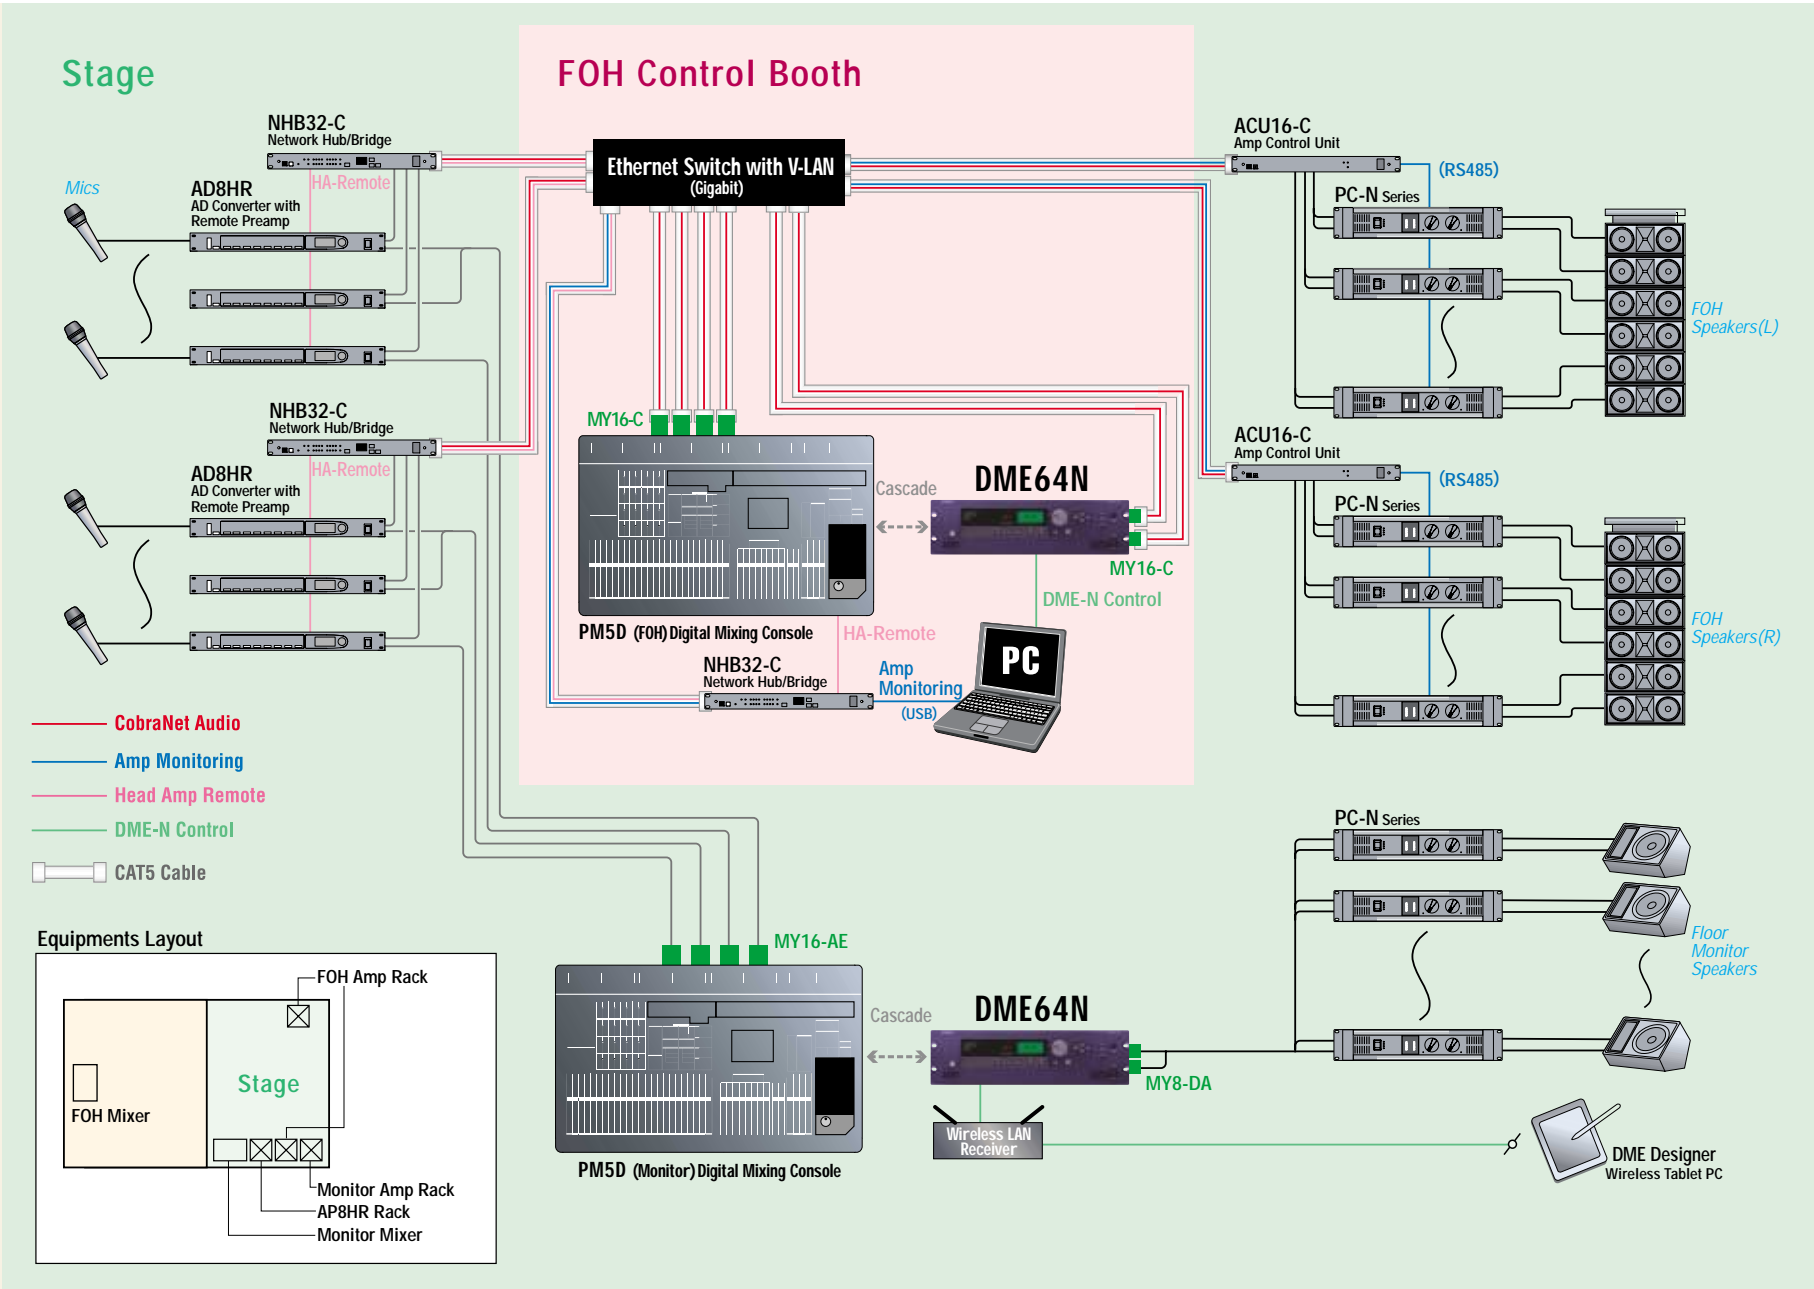 Stage
FOH Control Booth
NHB32-C
Network Hub/Bridge
HA-Remote
Mics
AD8HR
AD Converter with
Remote Preamp
Ethernet Switch with V-LAN
(Gigabit)
ACU16-C
Amp Control Unit
(RS485)
PC-N Series
FOH
Speakers(L)
NHB32-C
Network Hub/Bridge
HA-Remote
AD8HR
AD Converter with
Remote Preamp
MY16-C
Cascade
DME64N
MY16-C
DME-N Control
PM5D (FOH) Digital Mixing Console
HA-Remote
NHB32-C
Network Hub/Bridge
Amp
Monitoring
(USB)
PC
ACU16-C
Amp Control Unit
(RS485)
PC-N Series
FOH
Speakers(R)
CobraNet Audio
Amp Monitoring
Head Amp Remote
DME-N Control
CAT5 Cable
Equipments Layout
FOH Amp Rack
Stage
FOH Mixer
Monitor Amp Rack
AP8HR Rack
Monitor Mixer
MY16-AE
Cascade
DME64N
MY8-DA
PM5D (Monitor) Digital Mixing Console
Wireless LAN
Receiver
PC-N Series
Floor
Monitor
Speakers
DME Designer
Wireless Tablet PC